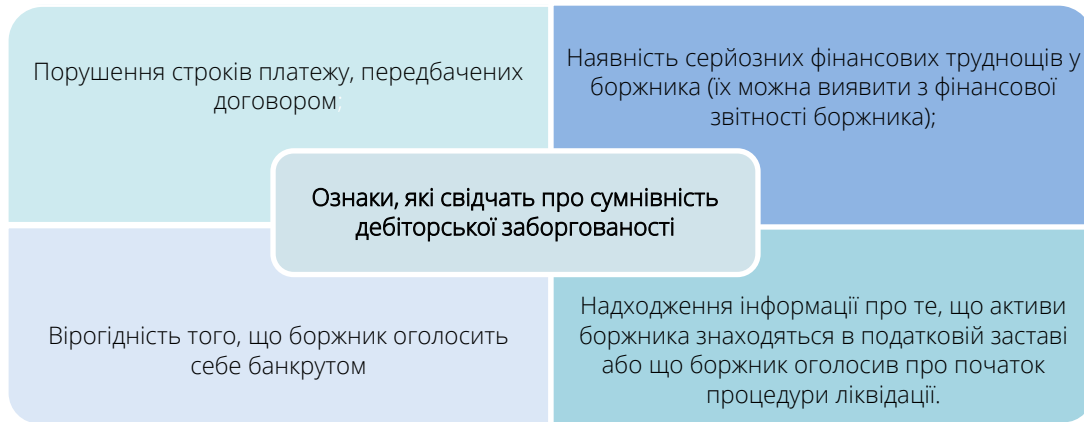 Порушення строків платежу, передбачених
договором;
Наявність серйозних фінансових труднощів у
боржника (їх можна виявити з фінансової
звітності боржника);
Ознаки, які свідчать про сумнівність
дебіторської заборгованості
Вірогідність того, що боржник оголосить
себе банкрутом
Надходження інформації про те, що активи
боржника знаходяться в податковій заставі
або що боржник оголосив про початок
процедури ліквідації.